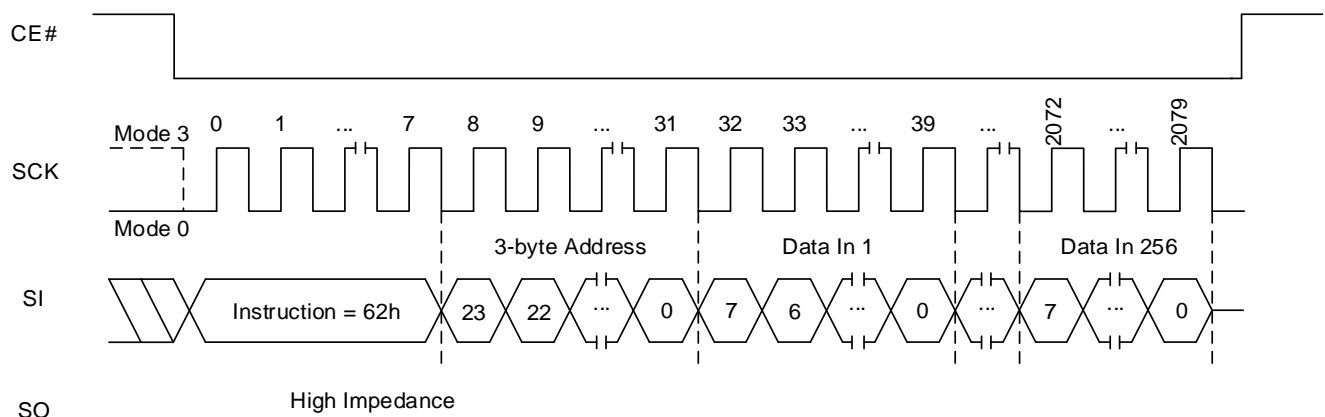 CE#
Mode 3
0 1 ... 7 8 9 ... 31 32 33 ... 39 ... 2072 ... 2079
SCK
Mode 0
3-byte Address Data In 1 Data In 256
SI Instruction = 62h 23 22 ... 0 7 6 ... 0 ... 7 ... 0
High Impedance
SO